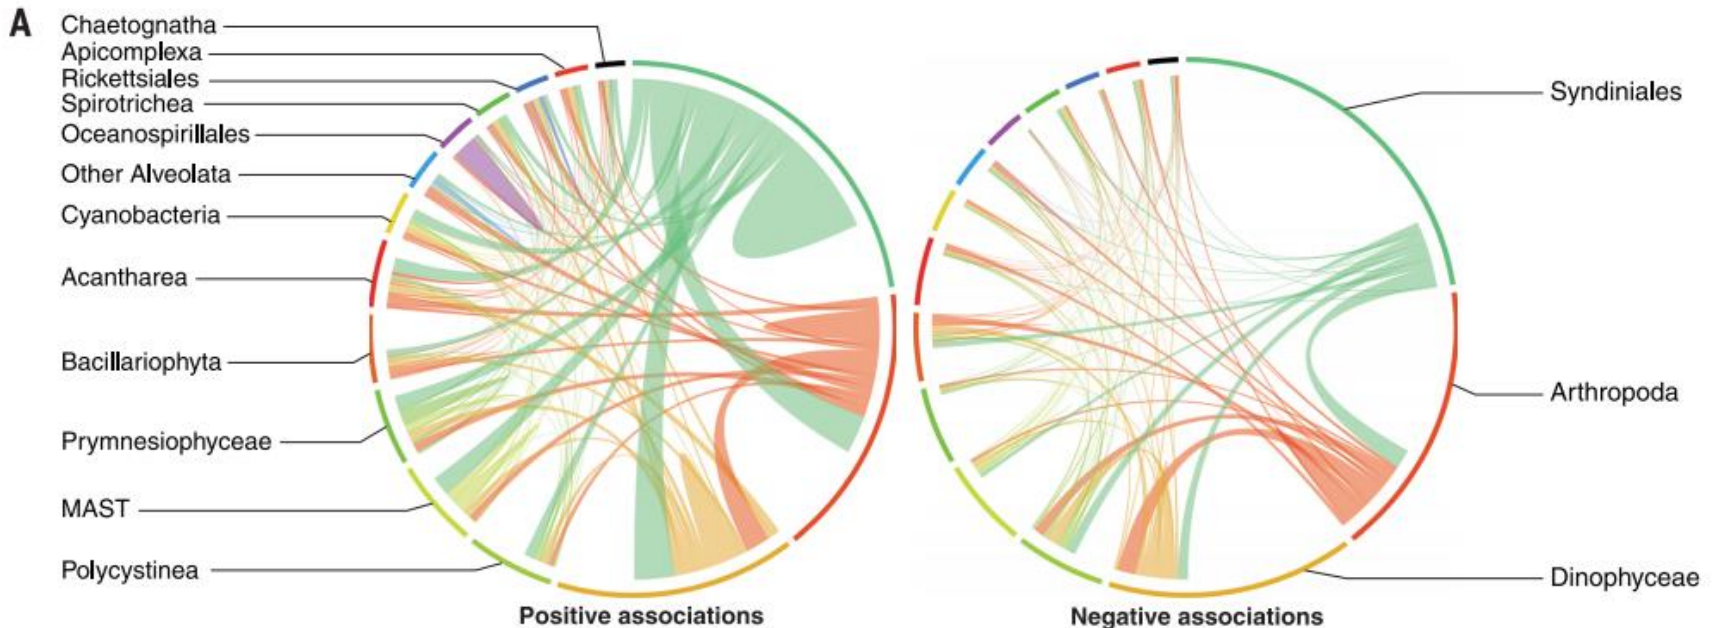 A
Chaetognatha
Apicomplexa
Rickettsiales
Spirotrichea
Oceanospirillales
Other Alveolata
Cyanobacteria
Acantharea
Bacillariophyta
Prymnesiophyceae
MAST
Polycystinea
Syndiniales
Arthropoda
Dinophyceae
Positive associations
Negative associations